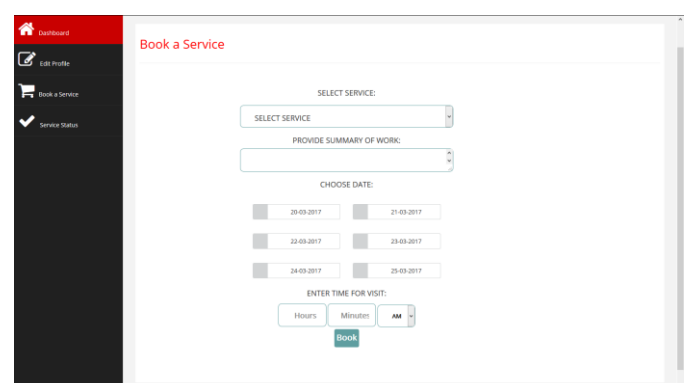 Dashboard
Edit Profile
Book a Service
Service Status
Book a Service
SELECT SERVICE:
SELECT SERVICE
PROVIDE SUMMARY OF WORK:
CHOOSE DATE:
20-03-2017 21-03-2017
22-03-2017 23-03-2017
24-03-2017 25-03-2017
ENTER TIME FOR VISIT:
Hours Minutes AM
Book